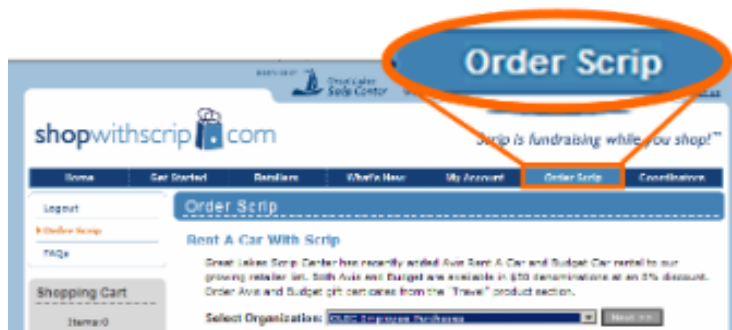 Order Scrip
Great Lakes
Scrip Center
shopwithscrip.com
Scrip is fundraising while you shop!™
Home Get Started Retailers What's New My Account Order Scrip Coordinators
Logout
Order Scrip
FAQs
Order Scrip
Rent A Car With Scrip
Great Lakes Scrip Center has recently added Avis Rent A Car and Budget Car rental to our
growing retailer list. Both Avis and Budget are available in $50 denominations at an 8% discount.
Order Avis and Budget gift certificates from the "Travel" product section.
Shopping Cart
Items:0
Select Organization: GLSC Employee Purchases Next >>